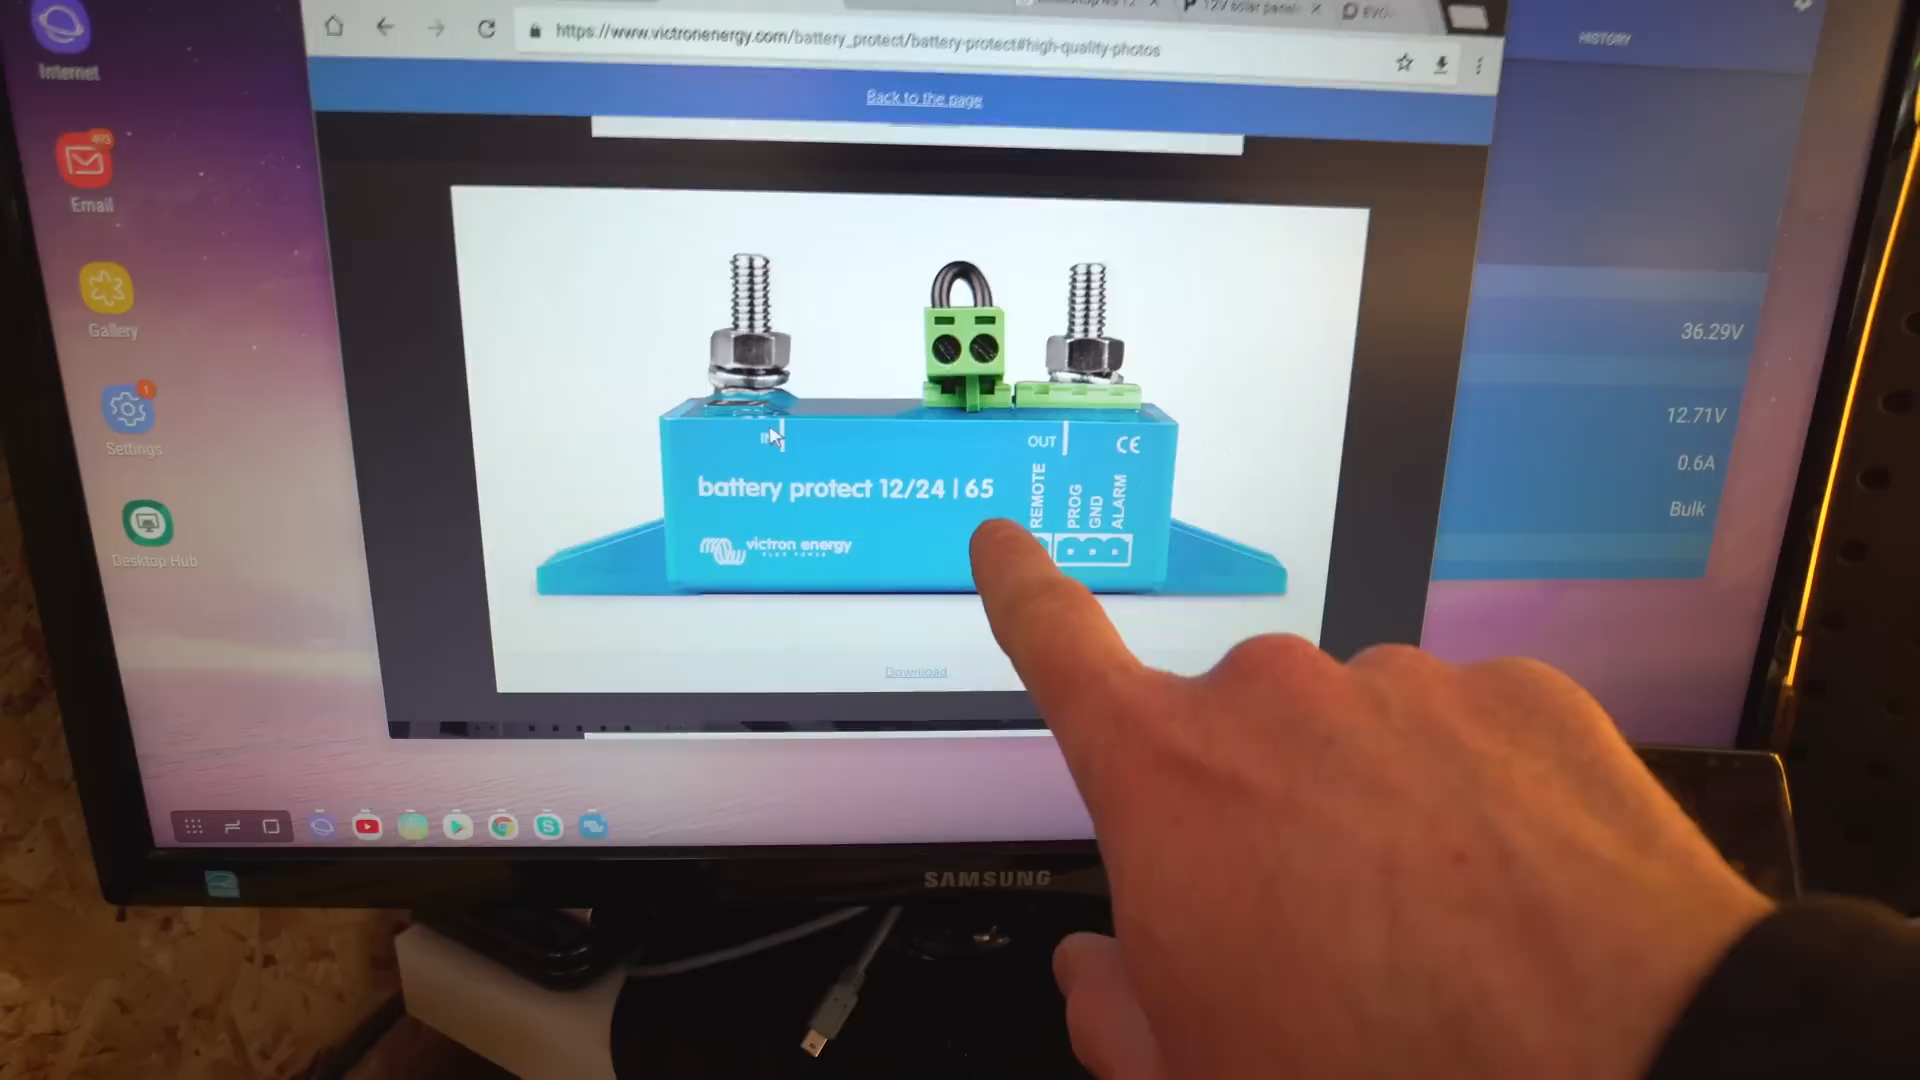 Internet
https://www.victronenergy.com/battery_protect/battery-protect#high-quality-photos
HISTORY
Back to the page
Email
36.29V
Gallery
12.71V
0.6A
Settings
Bulk
OUT
CE
battery protect 12/24 | 65
REMOTE
PROG
GND
ALARM
victron energy
BLUE POWER
Desktop Hub
Download
SAMSUNG